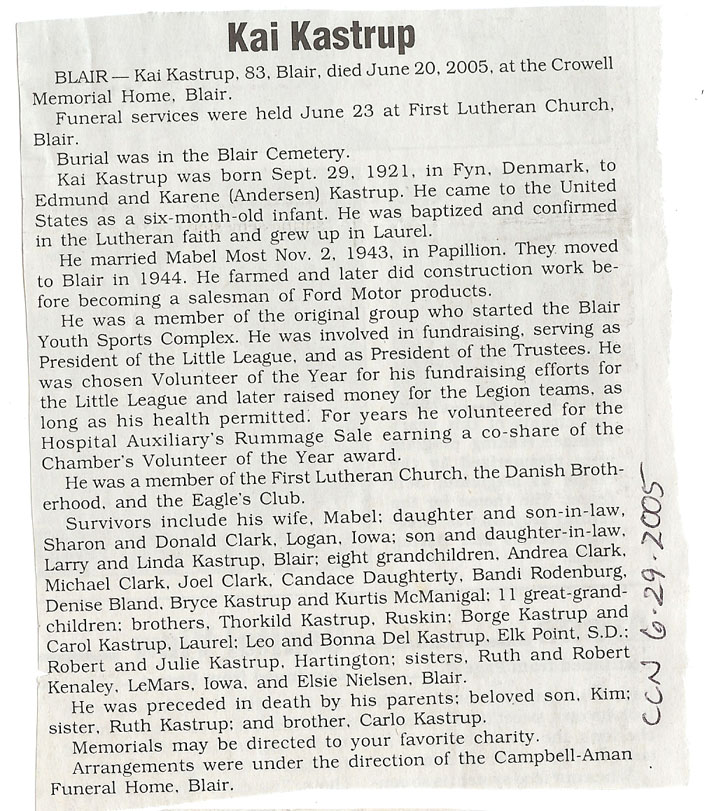 Kai Kastrup
BLAIR — Kai Kastrup, 83, Blair, died June 20, 2005, at the Crowell
Memorial Home, Blair.
Funeral services were held June 23 at First Lutheran Church,
Blair.
Burial was in the Blair Cemetery.
Kai Kastrup was born Sept. 29, 1921, in Fyn, Denmark, to
Edmund and Karene (Andersen) Kastrup. He came to the United
States as a six-month-old infant. He was baptized and confirmed
in the Lutheran faith and grew up in Laurel.
He married Mabel Most Nov. 2, 1943, in Papillion. They moved
to Blair in 1944. He farmed and later did construction work be-
fore becoming a salesman of Ford Motor products.
He was a member of the original group who started the Blair
Youth Sports Complex. He was involved in fundraising, serving as
President of the Little League, and as President of the Trustees. He
was chosen Volunteer of the Year for his fundraising efforts for
the Little League and later raised money for the Legion teams, as
long as his health permitted. For years he volunteered for the
Hospital Auxiliary's Rummage Sale earning a co-share of the
Chamber's Volunteer of the Year award.
He was a member of the First Lutheran Church, the Danish Broth-
erhood, and the Eagle's Club.
Survivors include his wife, Mabel; daughter and son-in-law,
Sharon and Donald Clark, Logan, Iowa; son and daughter-in-law,
Larry and Linda Kastrup, Blair; eight grandchildren, Andrea Clark,
Michael Clark, Joel Clark, Candace Daughterty, Bandi Rodenburg,
Denise Bland, Bryce Kastrup and Kurtis McManigal; 11 great-grand-
children; brothers, Thorkild Kastrup, Ruskin; Borge Kastrup and
Carol Kastrup, Laurel; Leo and Bonna Del Kastrup, Elk Point, S.D.;
Robert and Julie Kastrup, Hartington; sisters, Ruth and Robert
Kenaley, LeMars, Iowa, and Elsie Nielsen, Blair.
He was preceded in death by his parents; beloved son, Kim;
sister, Ruth Kastrup; and brother, Carlo Kastrup.
Memorials may be directed to your favorite charity.
Arrangements were under the direction of the Campbell-Aman
Funeral Home, Blair.
CCN 6-29-2005